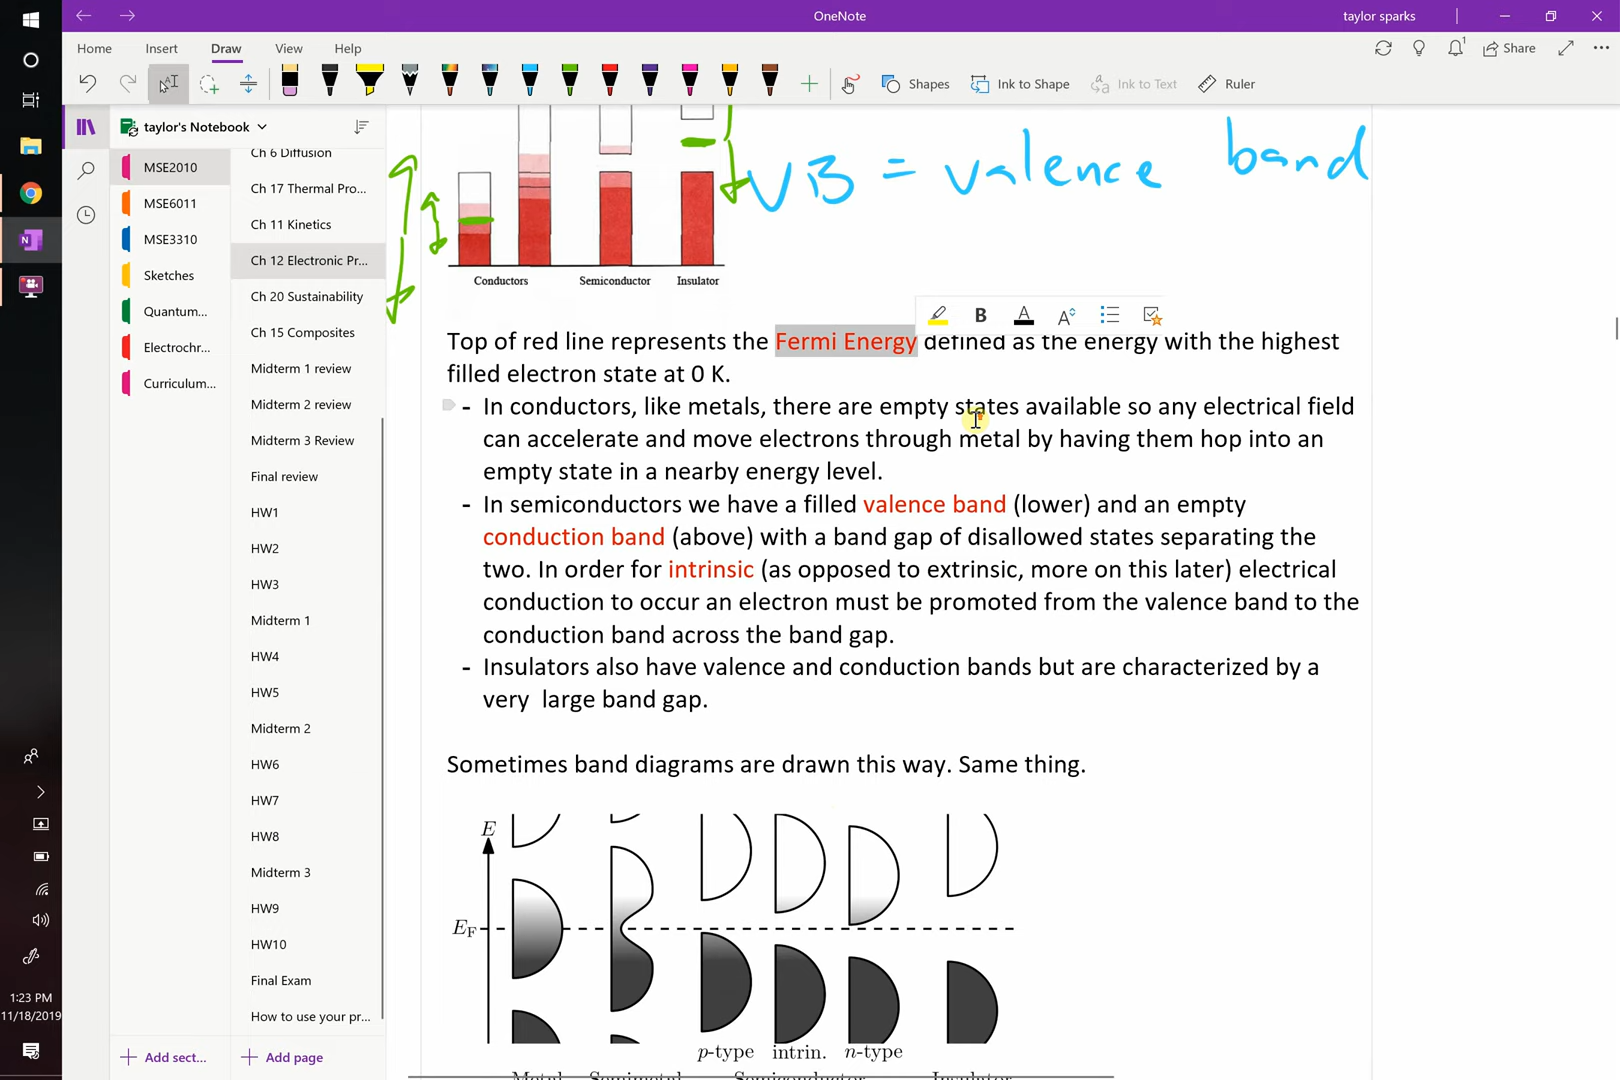 OneNote
taylor sparks
Home Insert Draw View Help
Share
Shapes Ink to Shape Ink to Text Ruler
taylor's Notebook
MSE2010
MSE6011
MSE3310
Sketches
Quantum...
Electrochr...
Curriculum...
Add sect...
Ch 6 Diffusion
Ch 17 Thermal Pro...
Ch 11 Kinetics
Ch 12 Electronic Pr...
Ch 20 Sustainability
Ch 15 Composites
Midterm 1 review
Midterm 2 review
Midterm 3 Review
Final review
HW1
HW2
HW3
Midterm 1
HW4
HW5
Midterm 2
HW6
HW7
HW8
Midterm 3
HW9
HW10
Final Exam
How to use your pr...
Add page
VB = valence band
Conductors Semiconductor Insulator
Top of red line represents the Fermi Energy defined as the energy with the highest
filled electron state at 0 K.
- In conductors, like metals, there are empty states available so any electrical field
can accelerate and move electrons through metal by having them hop into an
empty state in a nearby energy level.
- In semiconductors we have a filled valence band (lower) and an empty
conduction band (above) with a band gap of disallowed states separating the
two. In order for intrinsic (as opposed to extrinsic, more on this later) electrical
conduction to occur an electron must be promoted from the valence band to the
conduction band across the band gap.
- Insulators also have valence and conduction bands but are characterized by a
very large band gap.
Sometimes band diagrams are drawn this way. Same thing.
E
EF
p-type intrin. n-type
Metal Semimetal Semiconductor Insulator
1:23 PM
11/18/2019